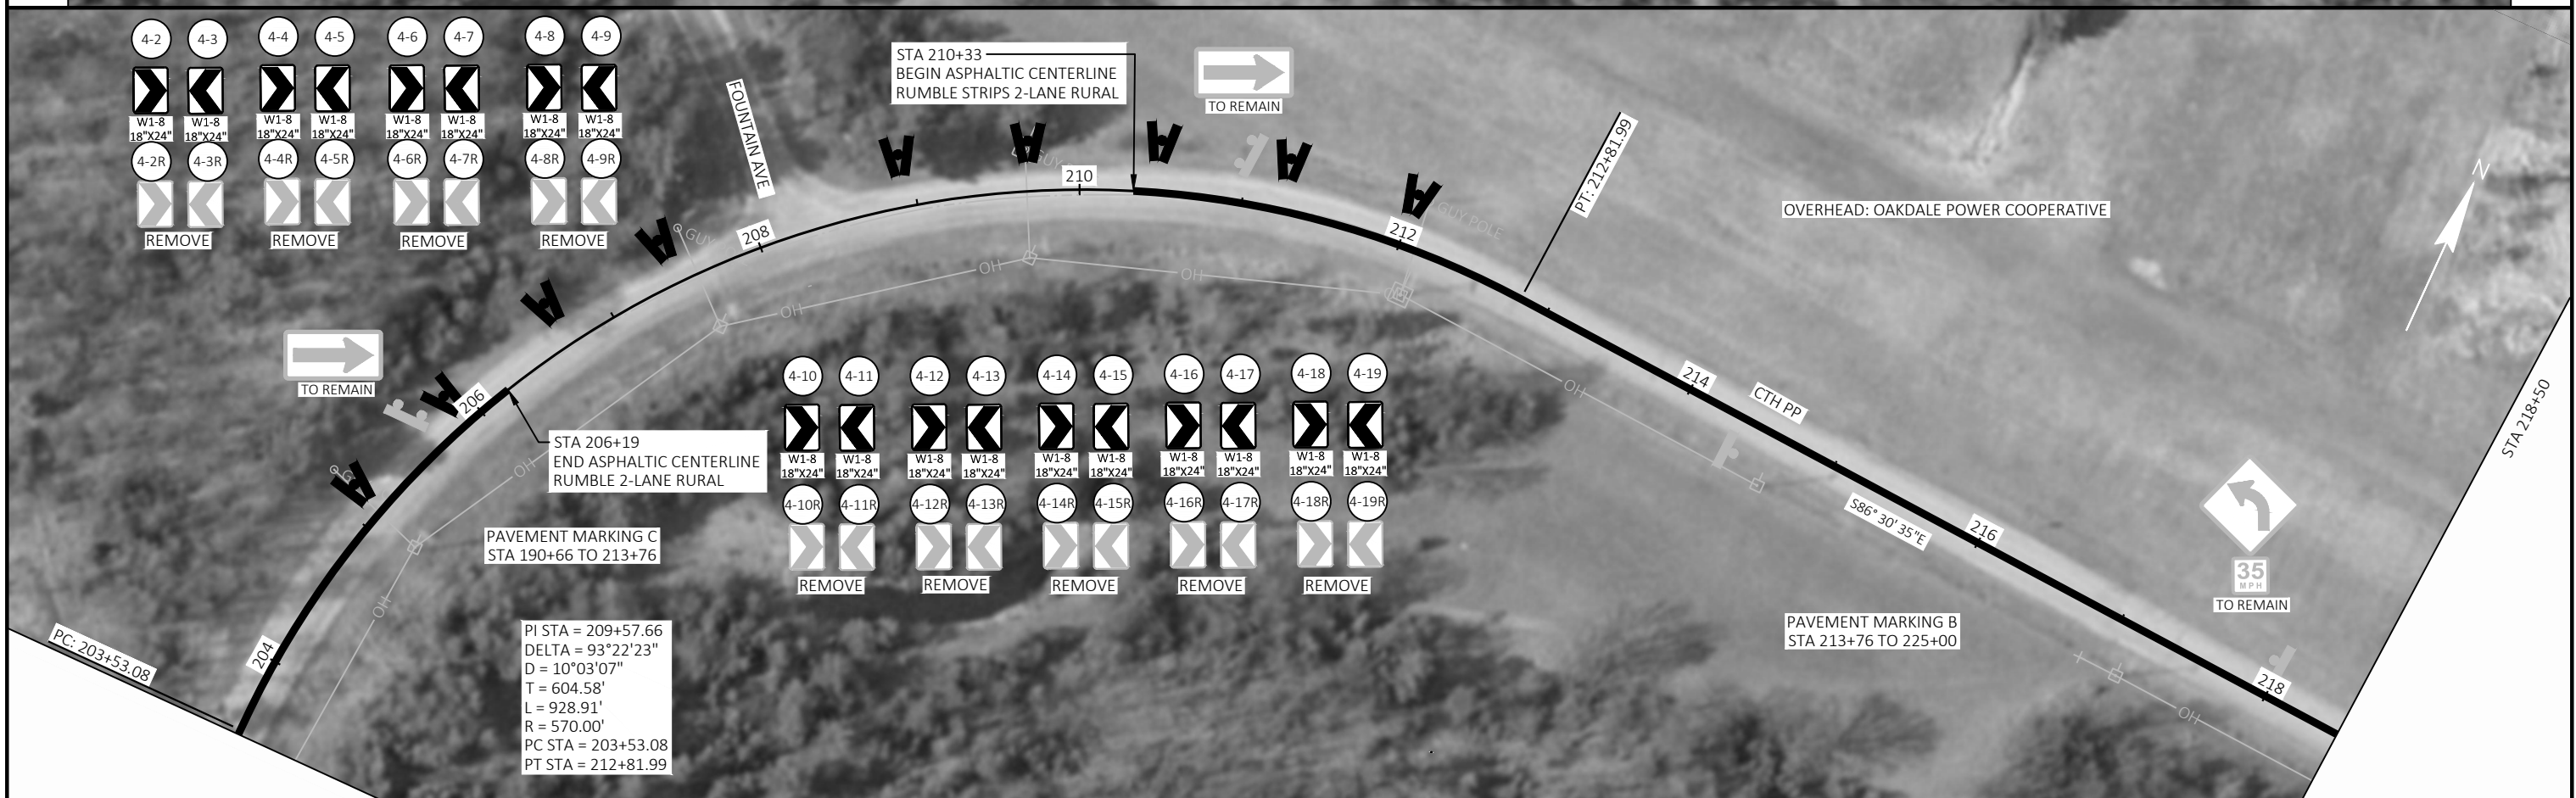 4-2 4-3 4-4 4-5 4-6 4-7 4-8 4-9
W1-8 W1-8 W1-8 W1-8 W1-8 W1-8 W1-8 W1-8
18"X24" 18"X24" 18"X24" 18"X24" 18"X24" 18"X24" 18"X24" 18"X24"
4-2R 4-3R 4-4R 4-5R 4-6R 4-7R 4-8R 4-9R
REMOVE REMOVE REMOVE REMOVE
FOUNTAIN AVE
STA 210+33
BEGIN ASPHALTIC CENTERLINE
RUMBLE STRIPS 2-LANE RURAL
TO REMAIN
PT: 212+81.99
OVERHEAD: OAKDALE POWER COOPERATIVE
N
210
GUY
208
212
GUY POLE
OH
OH
OH
TO REMAIN
206
STA 206+19
END ASPHALTIC CENTERLINE
RUMBLE 2-LANE RURAL
OH
OH
4-10 4-11 4-12 4-13 4-14 4-15 4-16 4-17 4-18 4-19
W1-8 W1-8 W1-8 W1-8 W1-8 W1-8 W1-8 W1-8 W1-8 W1-8
18"X24" 18"X24" 18"X24" 18"X24" 18"X24" 18"X24" 18"X24" 18"X24" 18"X24" 18"X24"
4-10R 4-11R 4-12R 4-13R 4-14R 4-15R 4-16R 4-17R 4-18R 4-19R
REMOVE REMOVE REMOVE REMOVE REMOVE
OH
214
CTH PP
STA 218+50
S86°30'35"E
216
35
MPH
TO REMAIN
PAVEMENT MARKING C
STA 190+66 TO 213+76
PAVEMENT MARKING B
STA 213+76 TO 225+00
204
PC: 203+53.08
218
OH
PI STA = 209+57.66
DELTA = 93°22'23"
D = 10°03'07"
T = 604.58'
L = 928.91'
R = 570.00'
PC STA = 203+53.08
PT STA = 212+81.99